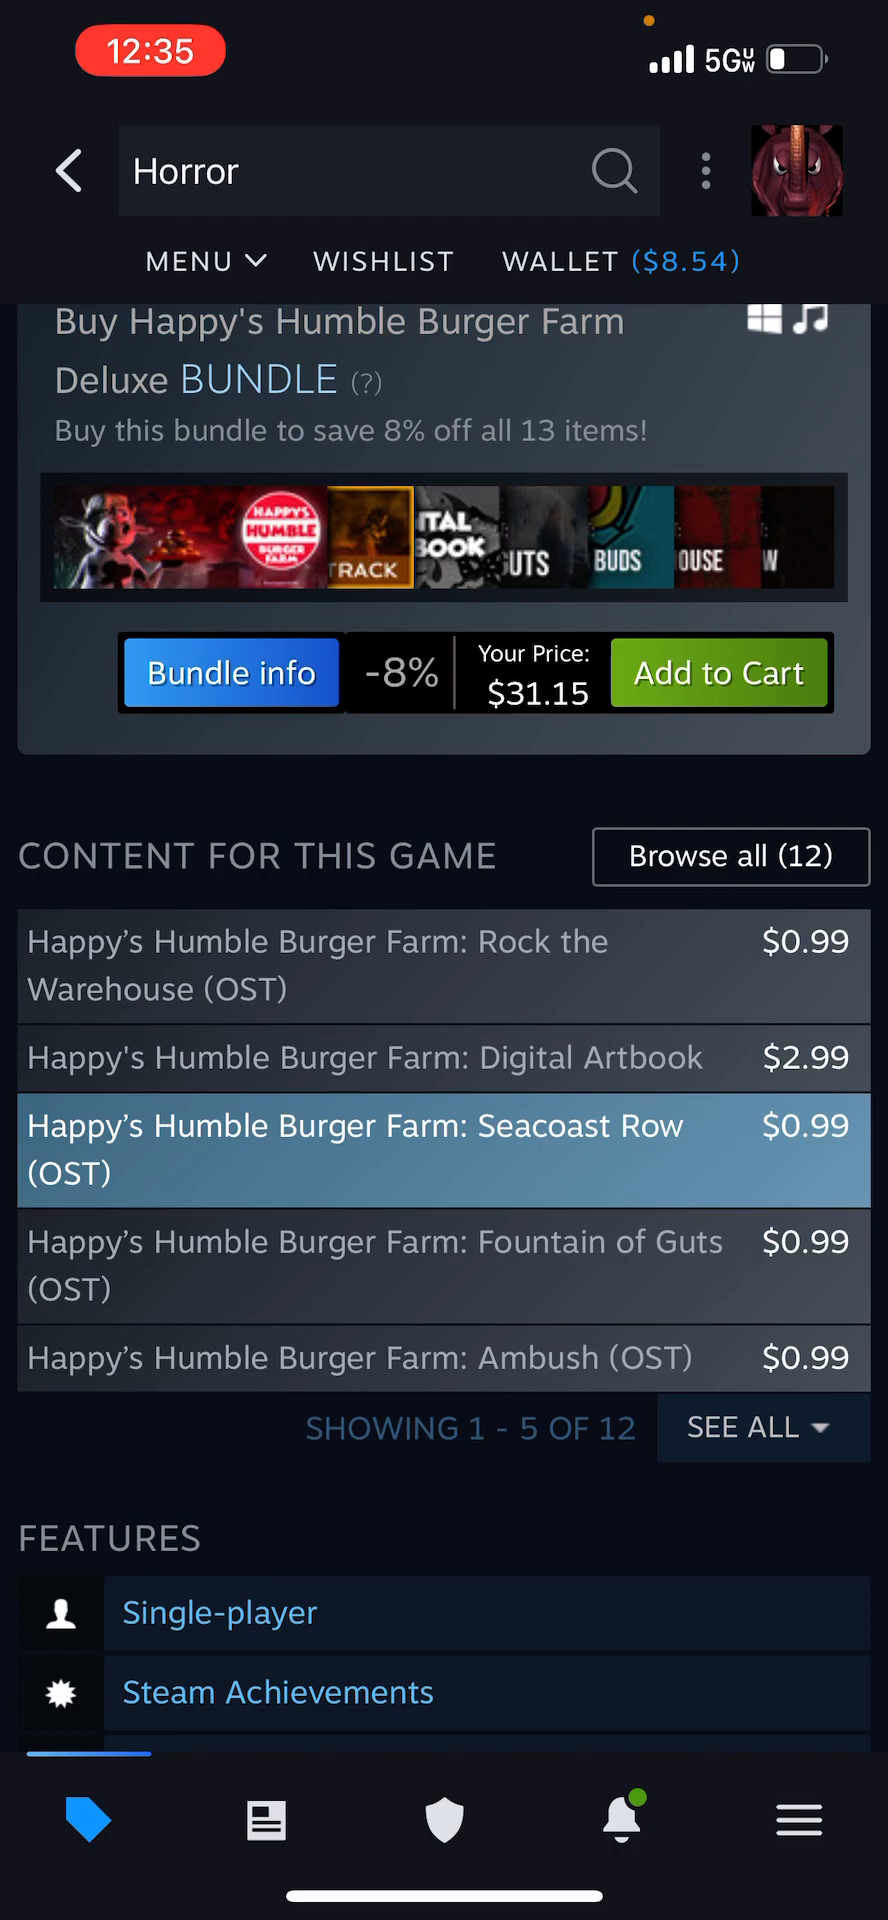 12:35
5G UW
Horror
MENU
WISHLIST
WALLET ($8.54)
Buy Happy's Humble Burger Farm
Deluxe BUNDLE (?)
Buy this bundle to save 8% off all 13 items!
HAPPY'S
HUMBLE
BURGER
FARM
TRACK
ITAL
BOOK
GUTS
BUDS
OUSE
W
Bundle info
-8%
Your Price:
$31.15
Add to Cart
CONTENT FOR THIS GAME
Browse all (12)
Happy’s Humble Burger Farm: Rock the
Warehouse (OST)
$0.99
Happy's Humble Burger Farm: Digital Artbook
$2.99
Happy’s Humble Burger Farm: Seacoast Row
(OST)
$0.99
Happy’s Humble Burger Farm: Fountain of Guts
(OST)
$0.99
Happy’s Humble Burger Farm: Ambush (OST)
$0.99
SHOWING 1 - 5 OF 12
SEE ALL
FEATURES
Single-player
Steam Achievements